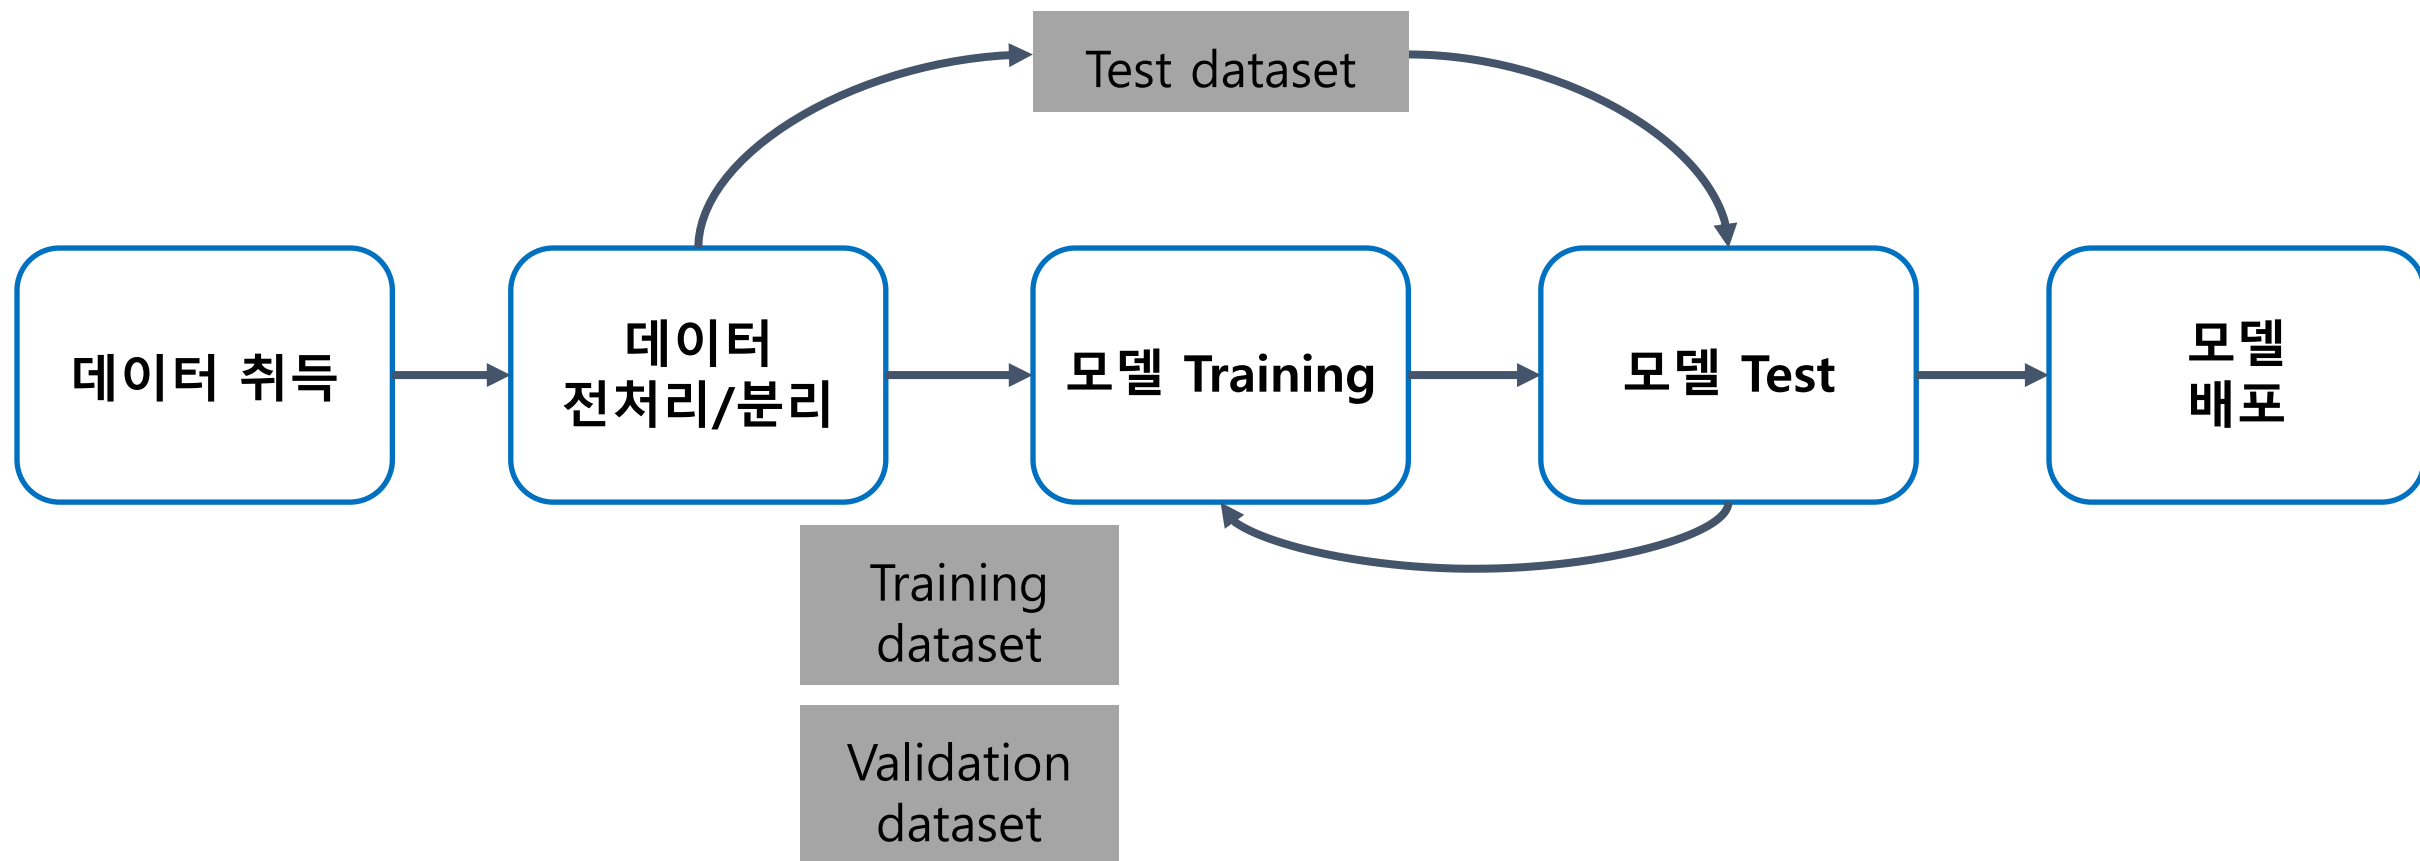 Test dataset
데이터 취득
데이터
전처리/분리
모델 Training
모델 Test
모델
배포
Training
dataset
Validation
dataset